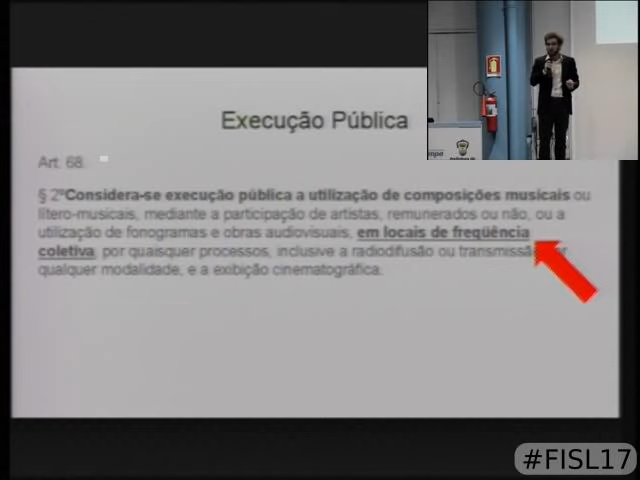 Execução Pública
Art. 68.
§ 2ºConsidera-se execução pública a utilização de composições musicais ou
lítero-musicais, mediante a participação de artistas, remunerados ou não, ou a
utilização de fonogramas e obras audiovisuais, em locais de freqüência
coletiva, por quaisquer processos, inclusive a radiodifusão ou transmissão
qualquer modalidade, e a exibição cinematográfica.
#FISL17